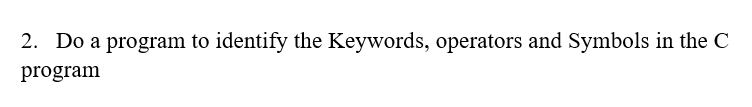 2. Do a program to identify the Keywords, operators and Symbols in the C
program